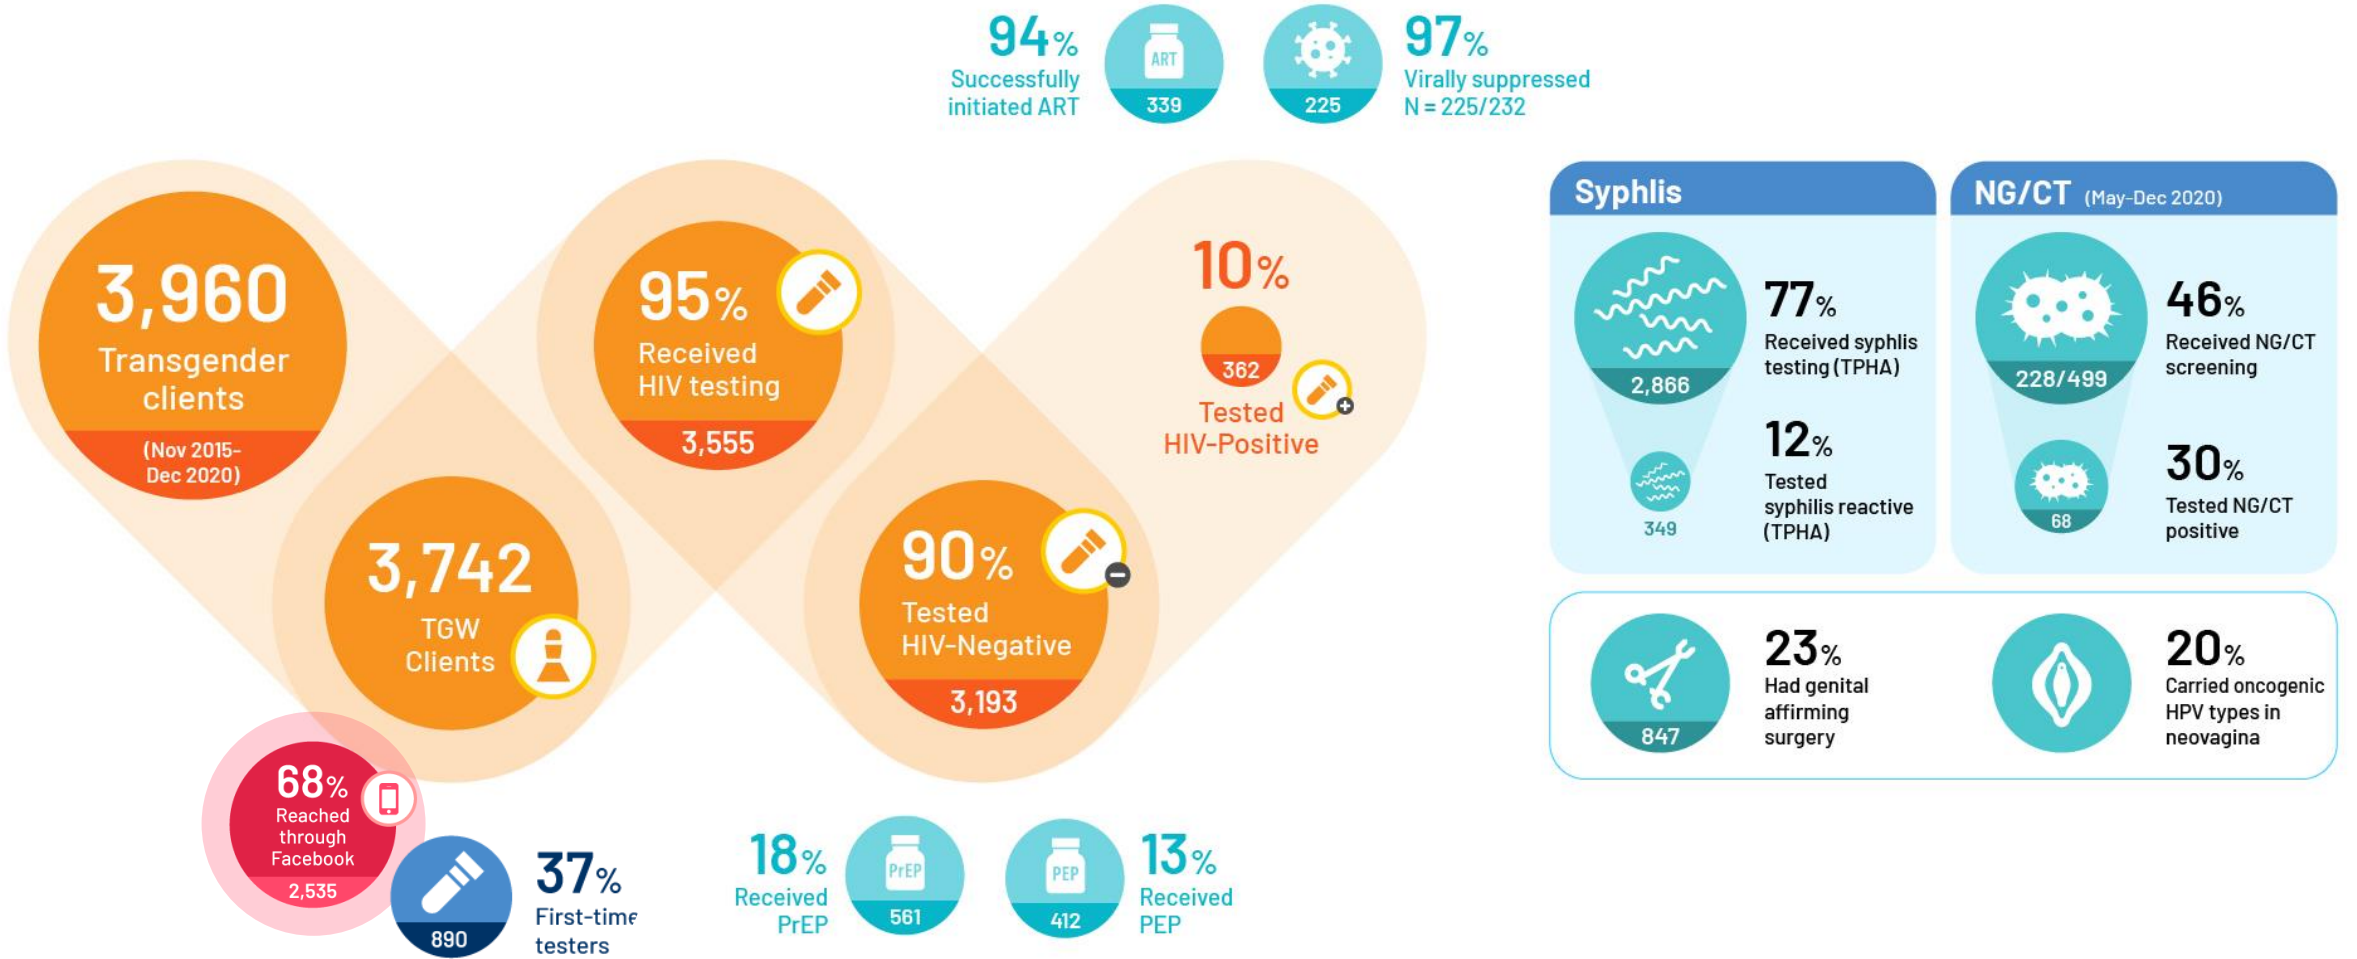 94%
Successfully
initiated ART
ART
339
225
97%
Virally suppressed
N = 225/232
3,960
Transgender
clients
(Nov 2015-
Dec 2020)
3,742
TGW
Clients
68%
Reached
through
Facebook
2,535
890
37%
First-time
testers
95%
Received
HIV testing
3,555
90%
Tested
HIV-Negative
3,193
18%
Received
PrEP
PrEP
561
PEP
412
13%
Received
PEP
10%
362
Tested
HIV-Positive
Syphlis
2,866
77%
Received syphlis
testing (TPHA)
349
12%
Tested
syphilis reactive
(TPHA)
NG/CT (May-Dec 2020)
228/499
46%
Received NG/CT
screening
68
30%
Tested NG/CT
positive
847
23%
Had genital
affirming
surgery
20%
Carried oncogenic
HPV types in
neovagina